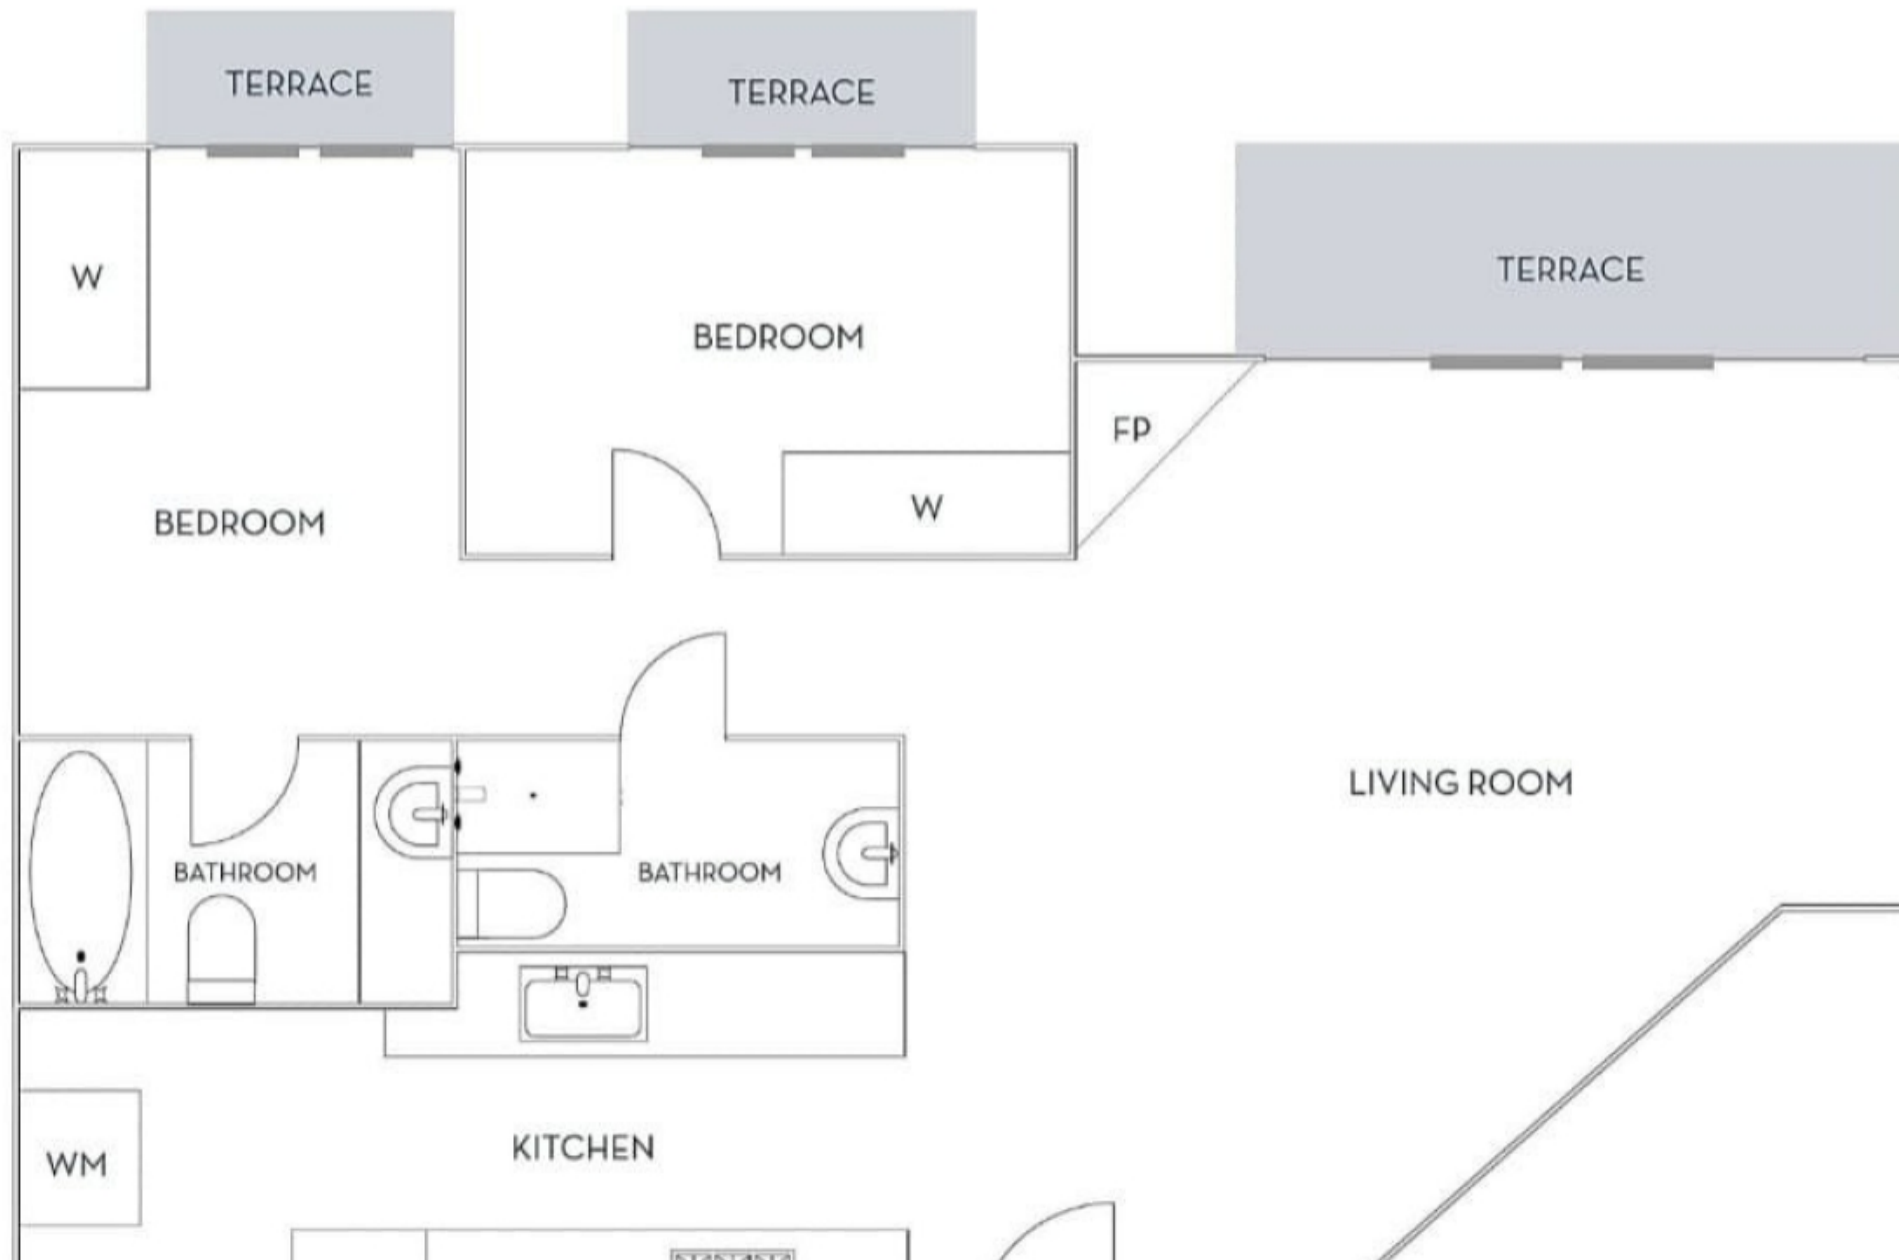 TERRACE
TERRACE
TERRACE
W
BEDROOM
FP
W
BEDROOM
LIVING ROOM
BATHROOM
BATHROOM
KITCHEN
WM